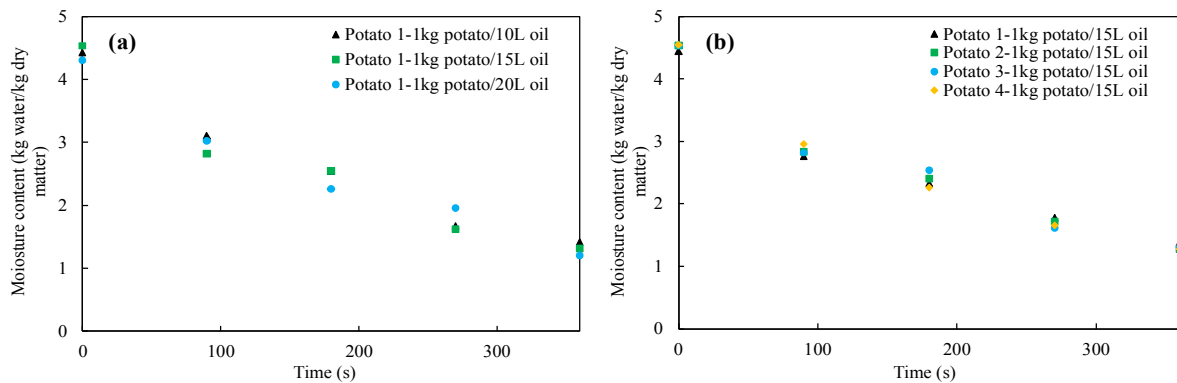 (a)
Potato 1-1kg potato/10L oil
Potato 1-1kg potato/15L oil
Potato 1-1kg potato/20L oil
Moiosture content (kg water/kg dry
matter)
5
4
3
2
1
0
0
100
200
300
Time (s)
(b)
Potato 1-1kg potato/15L oil
Potato 2-1kg potato/15L oil
Potato 3-1kg potato/15L oil
Potato 4-1kg potato/15L oil
Moiosture content (kg water/kg dry
matter)
5
4
3
2
1
0
0
100
200
300
Time (s)